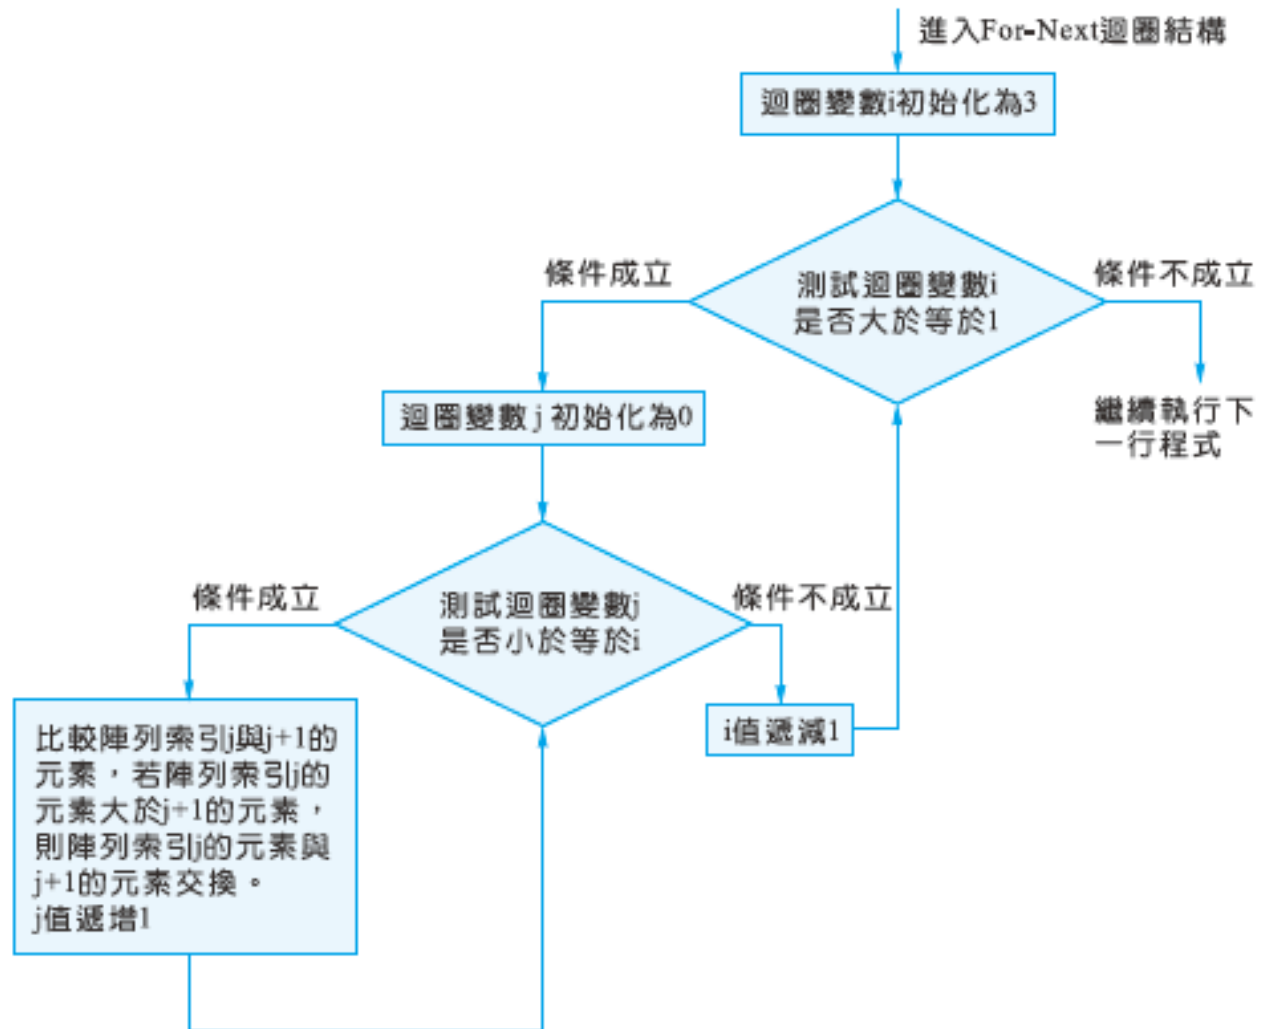 進入For-Next迴圈結構
迴圈變數i初始化為3
條件成立
測試迴圈變數i
是否大於等於1
條件不成立
迴圈變數j初始化為0
繼續執行下
一行程式
條件成立
測試迴圈變數j
是否小於等於i
條件不成立
i值遞減1
比較陣列索引j與j+1的
元素，若陣列索引j的
元素大於j+1的元素，
則陣列索引j的元素與
j+1的元素交換。
j值遞增1